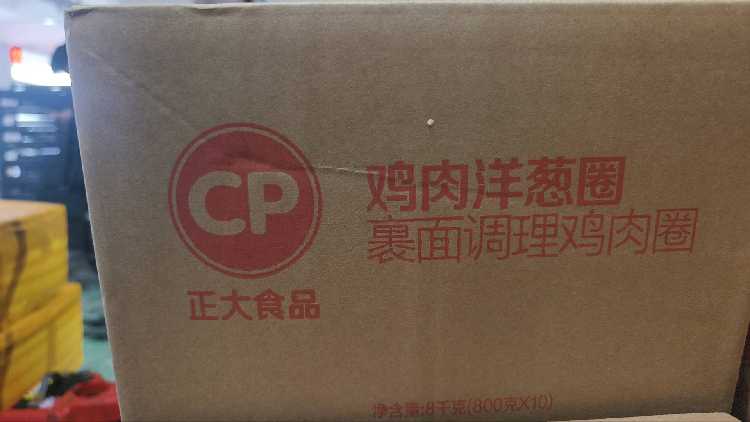 CP
正大食品
鸡肉洋葱圈
裹面调理鸡肉圈
净含量:8千克(800克X10)